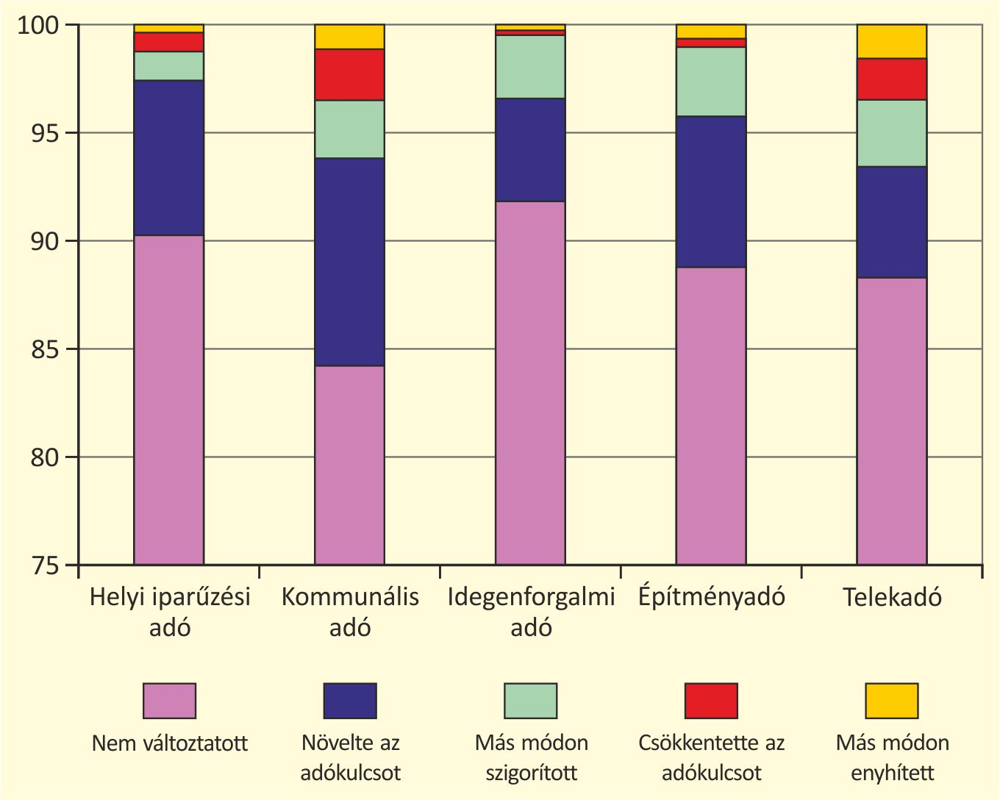 100
95
90
85
80
75
Helyi iparűzési
adó
Kommunális
adó
Idegenforgalmi
adó
Építményadó
Telekadó
Nem változtatott
Növelte az
adókulcsot
Más módon
szigorított
Csökkentette az
adókulcsot
Más módon
enyhített